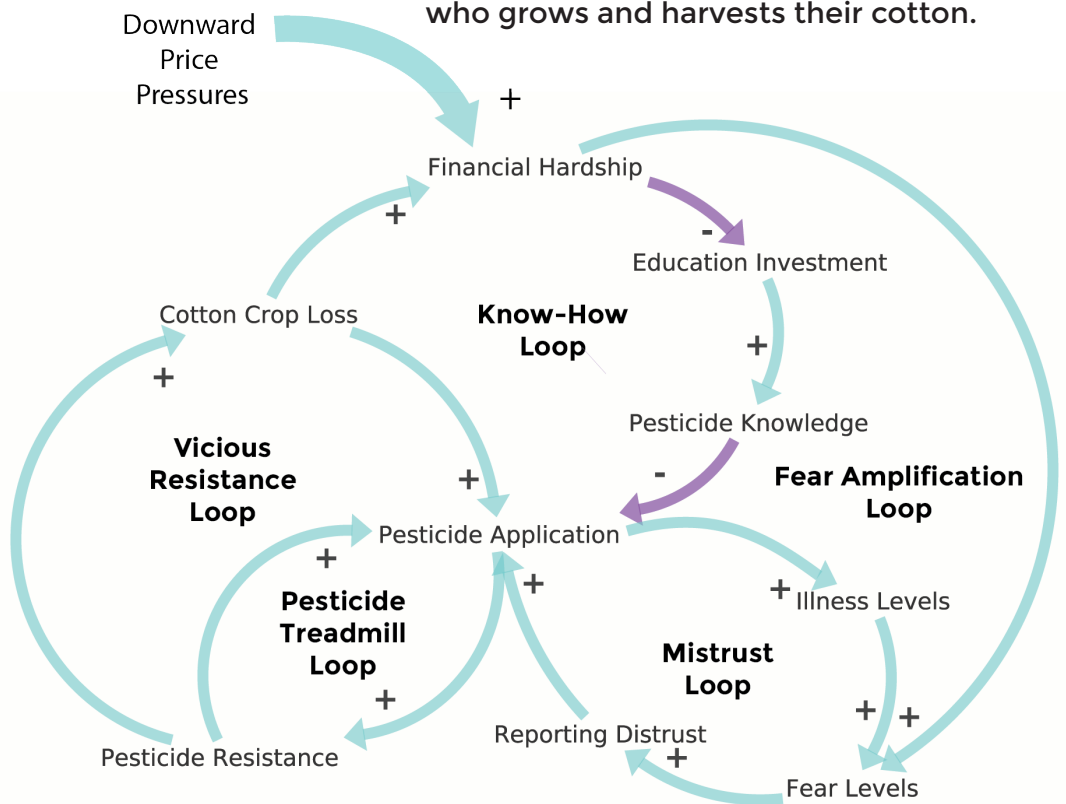 who grows and harvests their cotton.
Downward
Price
Pressures
+
Financial Hardship
+
-
Education Investment
Cotton Crop Loss
Know-How
Loop
+
+
Pesticide Knowledge
Vicious
Resistance
Loop
-
Fear Amplification
Loop
+
Pesticide Application
+
+
+
Illness Levels
Pesticide
Treadmill
Loop
Mistrust
Loop
+
+
+
Reporting Distrust
+
Pesticide Resistance
Fear Levels